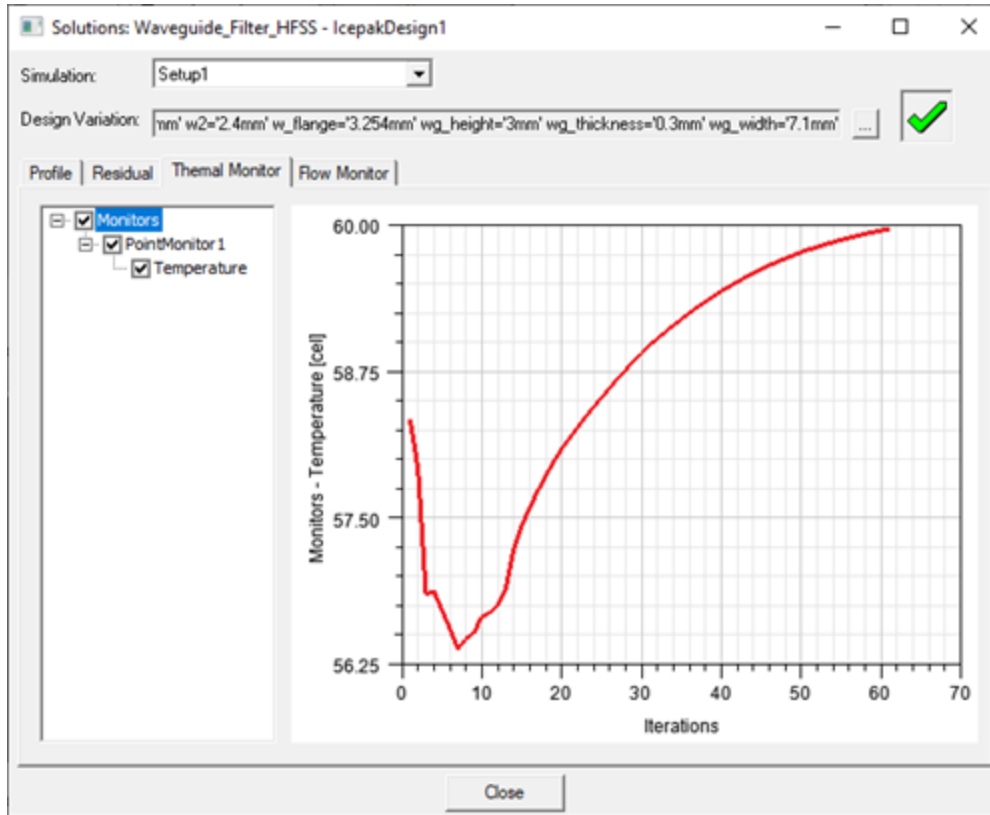 Solutions: Waveguide_Filter_HFSS - IcepakDesign1
Simulation: Setup1
Design Variation: 'mm' w2='2.4mm' w_flange='3.254mm' wg_height='3mm' wg_thickness='0.3mm' wg_width='7.1mm' ...
Profile Residual Themal Monitor Flow Monitor
Monitors
PointMonitor1
Temperature
Monitors - Temperature [cel]
60.00
58.75
57.50
56.25
0 10 20 30 40 50 60 70
Iterations
Close